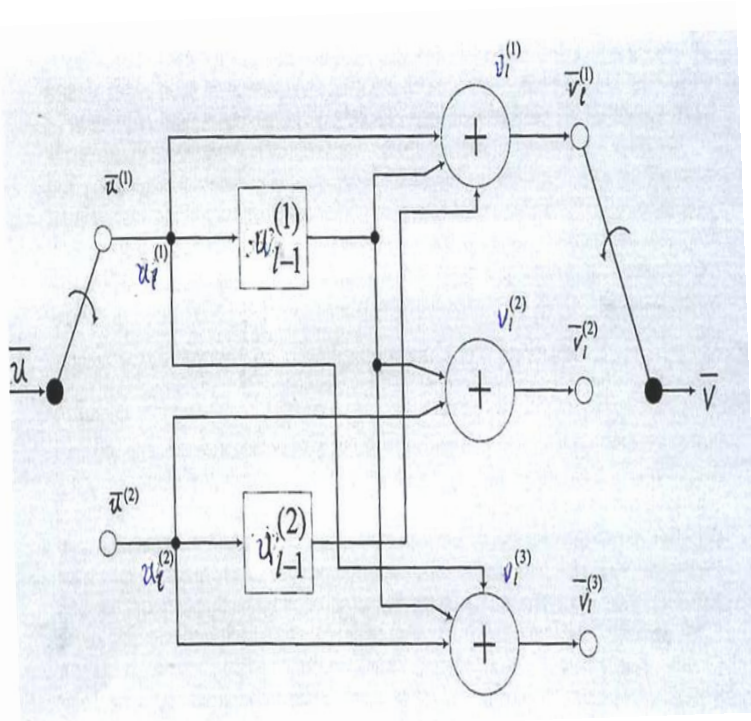 v_l^(1)
v̅_l^(1)
u̅^(1)
u_{l-1}^(1)
u_l^(1)
v_l^(2)
v̅_l^(2)
u̅
v̅
u̅^(2)
u_{l-1}^(2)
u_l^(2)
v_l^(3)
v̅_l^(3)
+
+
+